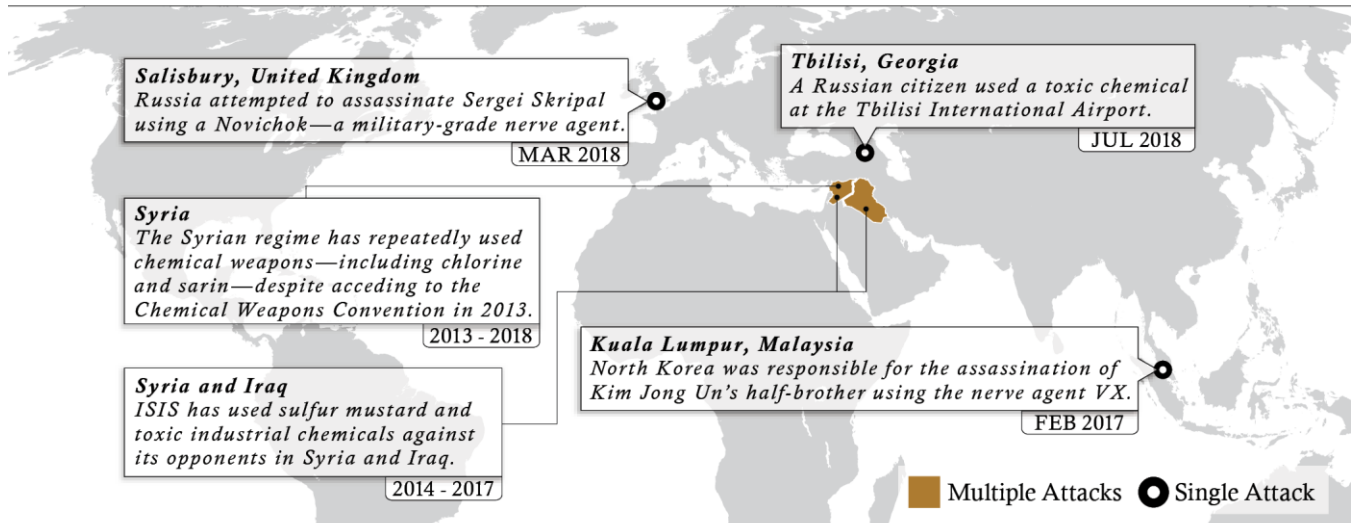 Salisbury, United Kingdom
Russia attempted to assassinate Sergei Skripal
using a Novichok—a military-grade nerve agent.
MAR 2018
Tbilisi, Georgia
A Russian citizen used a toxic chemical
at the Tbilisi International Airport.
JUL 2018
Syria
The Syrian regime has repeatedly used
chemical weapons—including chlorine
and sarin—despite acceding to the
Chemical Weapons Convention in 2013.
2013 - 2018
Kuala Lumpur, Malaysia
North Korea was responsible for the assassination of
Kim Jong Un's half-brother using the nerve agent VX.
FEB 2017
Syria and Iraq
ISIS has used sulfur mustard and
toxic industrial chemicals against
its opponents in Syria and Iraq.
2014 - 2017
Multiple Attacks
Single Attack